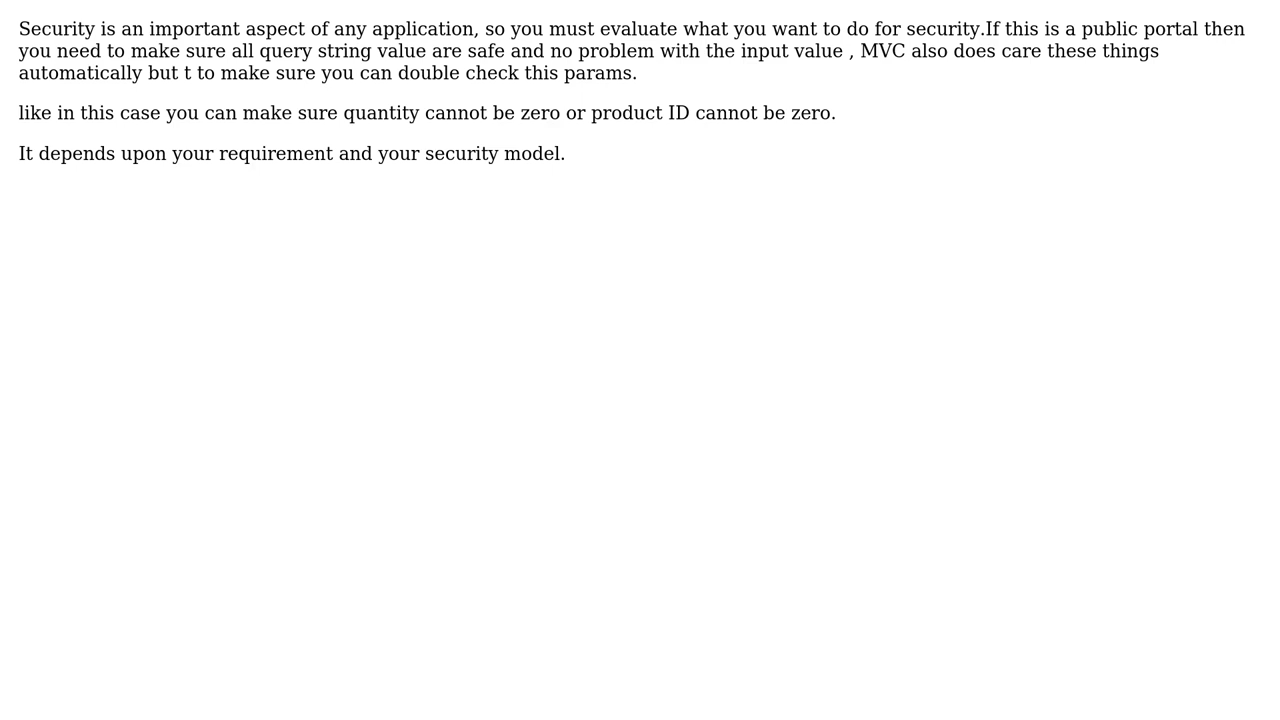 Security is an important aspect of any application, so you must evaluate what you want to do for security.If this is a public portal then
you need to make sure all query string value are safe and no problem with the input value , MVC also does care these things
automatically but t to make sure you can double check this params.
like in this case you can make sure quantity cannot be zero or product ID cannot be zero.
It depends upon your requirement and your security model.